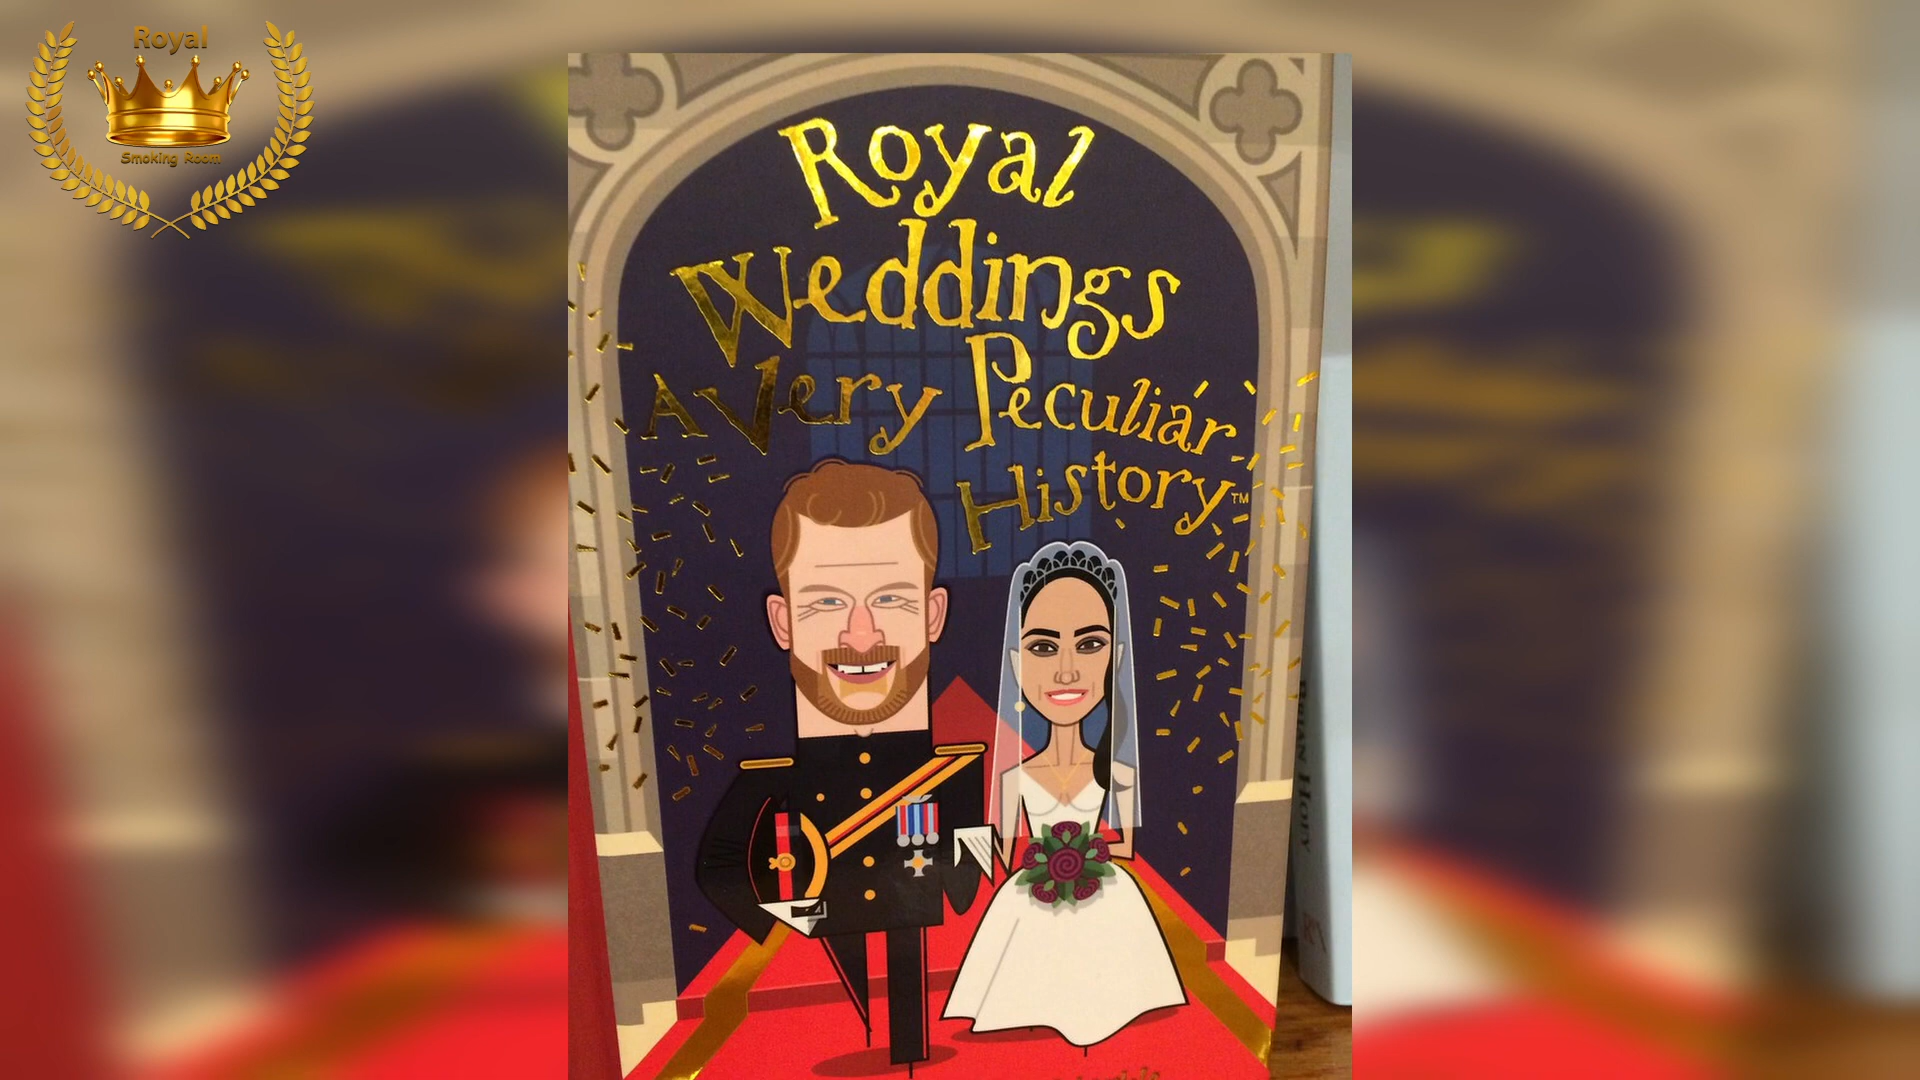 Royal
Smoking Room
Royal
Weddings
A Very Peculiar
History™